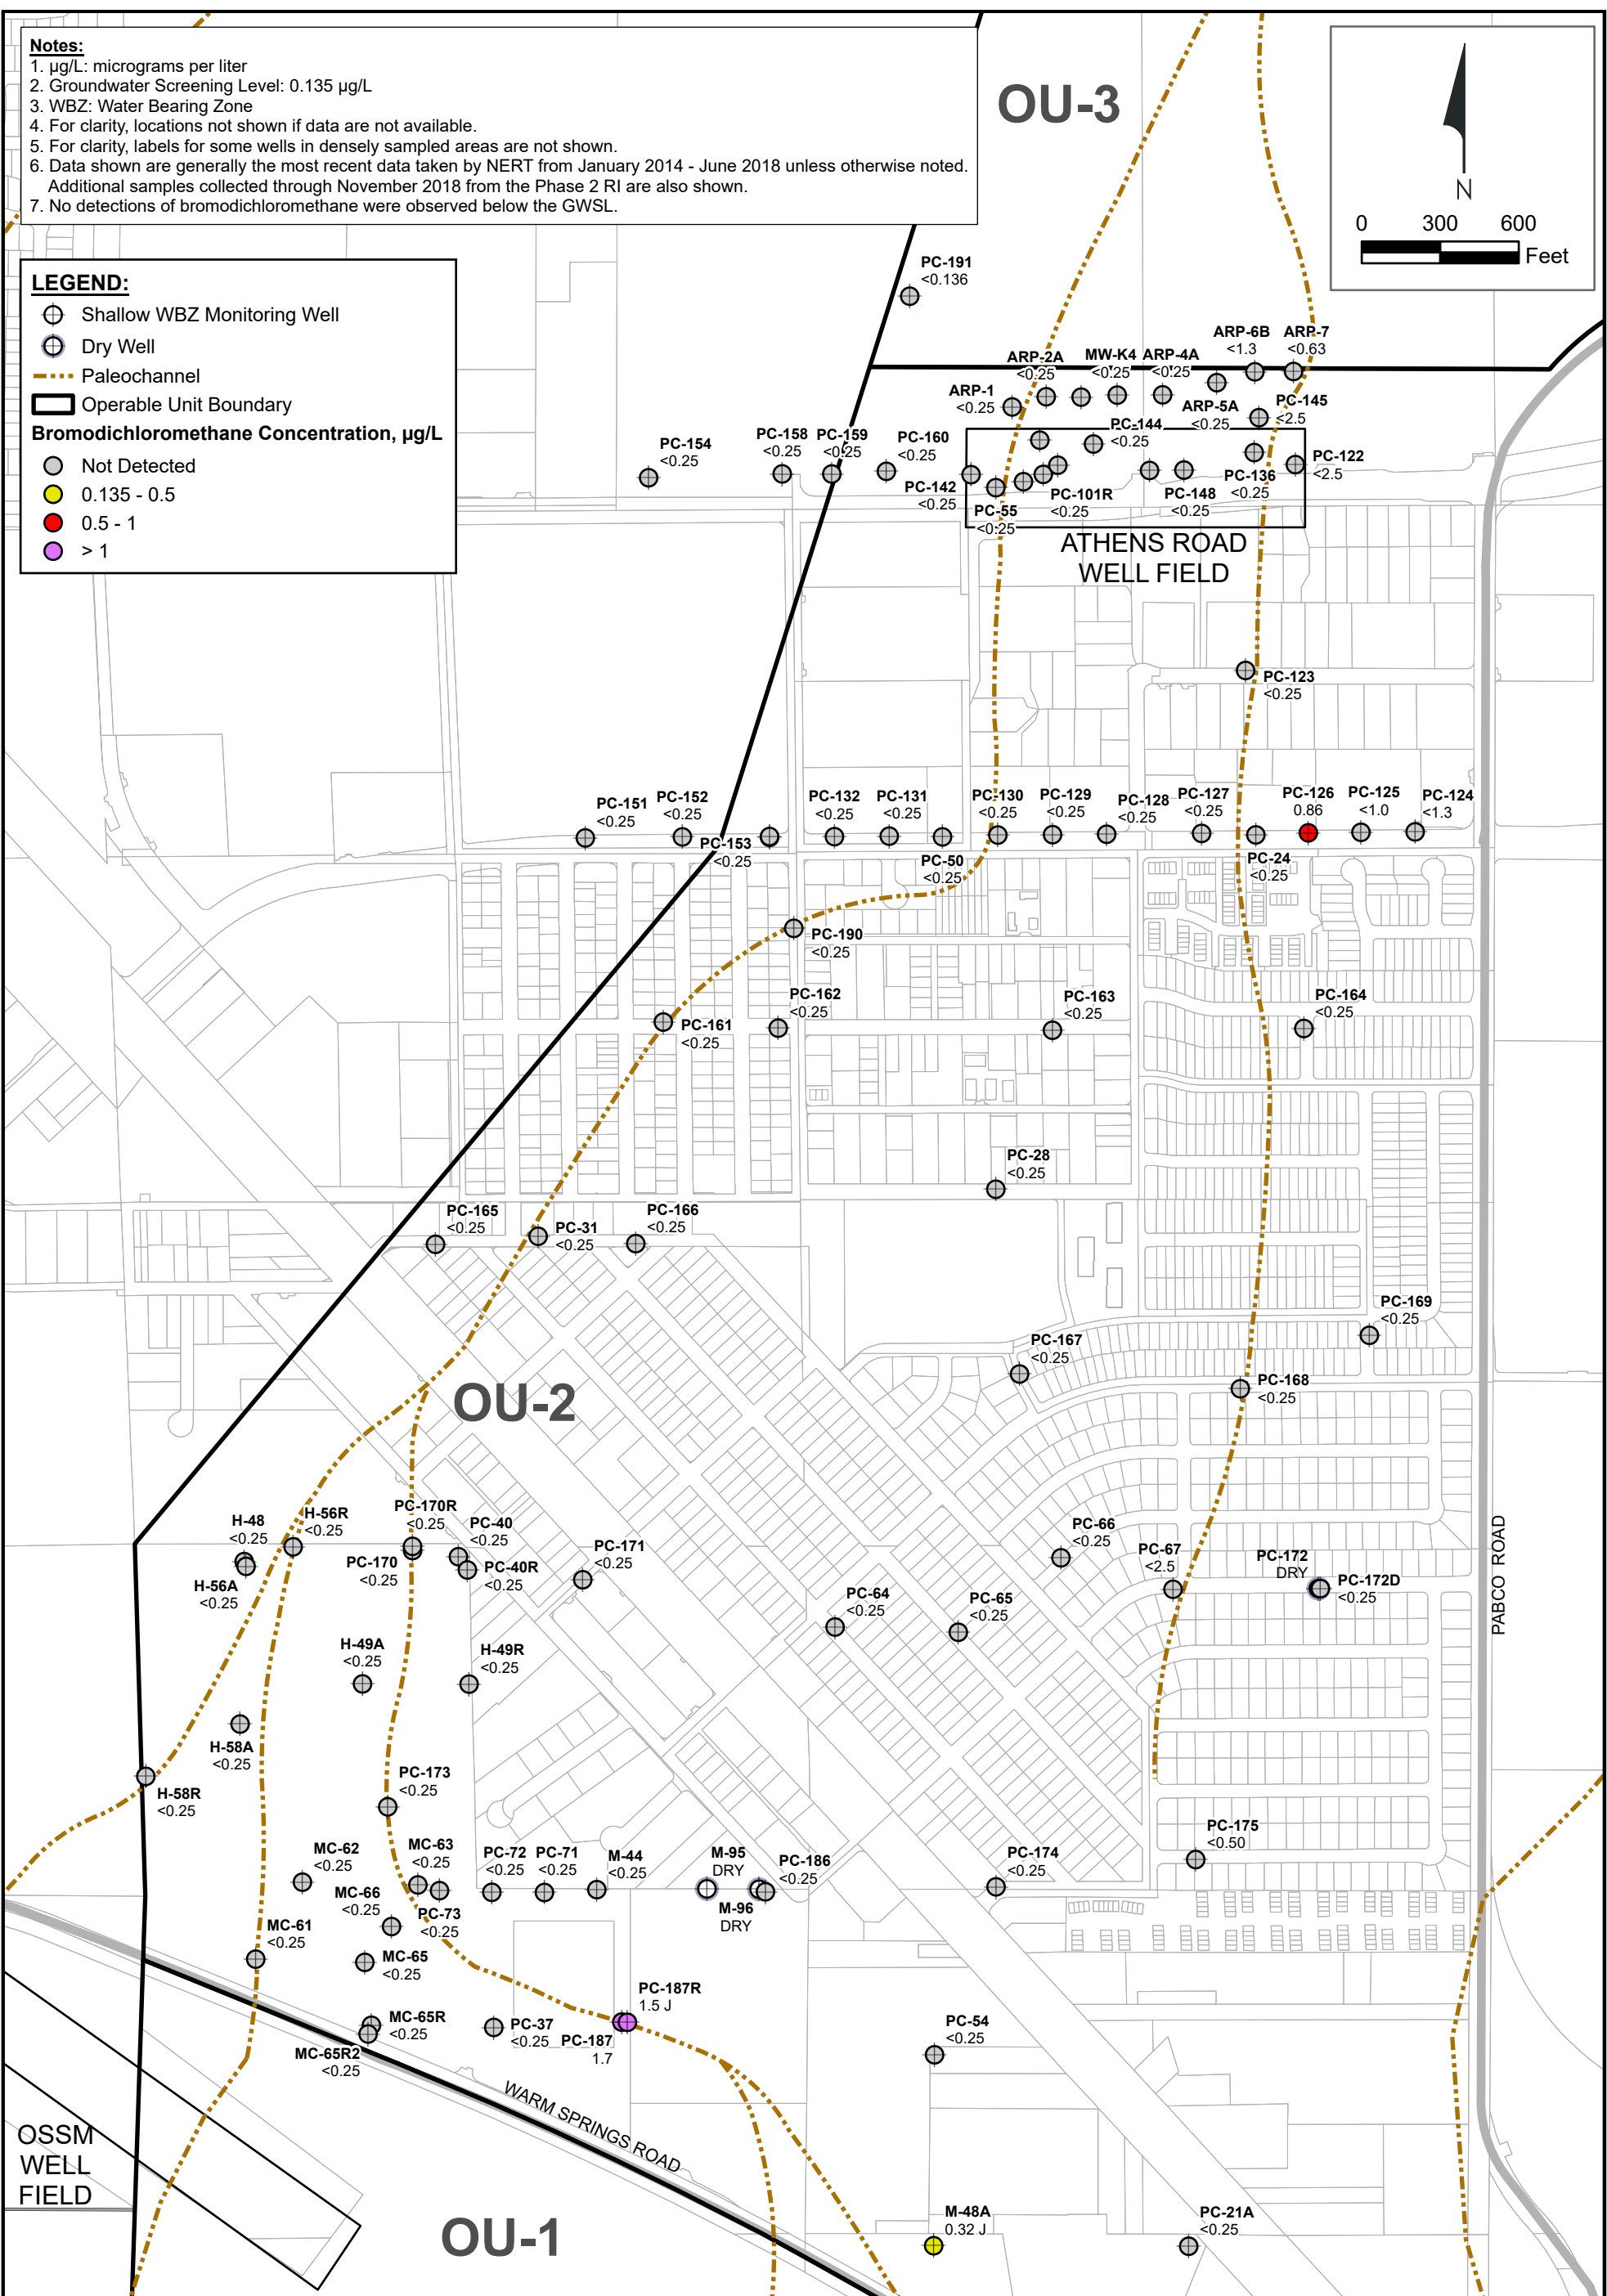 Notes:
1. µg/L: micrograms per liter
2. Groundwater Screening Level: 0.135 µg/L
3. WBZ: Water Bearing Zone
4. For clarity, locations not shown if data are not available.
5. For clarity, labels for some wells in densely sampled areas are not shown.
6. Data shown are generally the most recent data taken by NERT from January 2014 - June 2018 unless otherwise noted.
Additional samples collected through November 2018 from the Phase 2 RI are also shown.
7. No detections of bromodichloromethane were observed below the GWSL.
OU-3
N
0 300 600
Feet
LEGEND:
Shallow WBZ Monitoring Well
Dry Well
Paleochannel
Operable Unit Boundary
Bromodichloromethane Concentration, µg/L
Not Detected
0.135 - 0.5
0.5 - 1
> 1
PC-191
<0.136
ARP-6B
<1.3
ARP-7
<0.63
ARP-2A
<0.25
MW-K4
<0.25
ARP-4A
<0.25
ARP-1
<0.25
ARP-5A
<0.25
PC-145
<2.5
PC-144
<0.25
PC-154
<0.25
PC-158
<0.25
PC-159
<0.25
PC-160
<0.25
PC-122
<2.5
PC-136
<0.25
PC-142
<0.25
PC-55
<0.25
PC-101R
<0.25
PC-148
<0.25
ATHENS ROAD
WELL FIELD
PC-123
<0.25
PC-151
<0.25
PC-152
<0.25
PC-153
<0.25
PC-132
<0.25
PC-131
<0.25
PC-50
<0.25
PC-130
<0.25
PC-129
<0.25
PC-128
<0.25
PC-127
<0.25
PC-24
<0.25
PC-126
0.86
PC-125
<1.0
PC-124
<1.3
PC-190
<0.25
PC-161
<0.25
PC-162
<0.25
PC-163
<0.25
PC-164
<0.25
PC-28
<0.25
PC-165
<0.25
PC-31
<0.25
PC-166
<0.25
PC-169
<0.25
PC-167
<0.25
PC-168
<0.25
OU-2
H-48
<0.25
H-56R
<0.25
PC-170R
<0.25
PC-40
<0.25
H-56A
<0.25
PC-170
<0.25
PC-40R
<0.25
PC-171
<0.25
PC-66
<0.25
PC-67
<2.5
PC-172
DRY
PC-172D
<0.25
PC-64
<0.25
PC-65
<0.25
PABCO ROAD
H-49A
<0.25
H-49R
<0.25
H-58A
<0.25
H-58R
<0.25
PC-173
<0.25
PC-175
<0.50
MC-62
<0.25
MC-63
<0.25
PC-72
<0.25
PC-71
<0.25
M-44
<0.25
M-95
DRY
PC-186
<0.25
PC-174
<0.25
MC-66
<0.25
PC-73
<0.25
M-96
DRY
MC-61
<0.25
MC-65
<0.25
MC-65R
<0.25
MC-65R2
<0.25
PC-37
<0.25
PC-187R
1.5 J
PC-187
1.7
PC-54
<0.25
WARM SPRINGS ROAD
OSSM
WELL
FIELD
OU-1
M-48A
0.32 J
PC-21A
<0.25